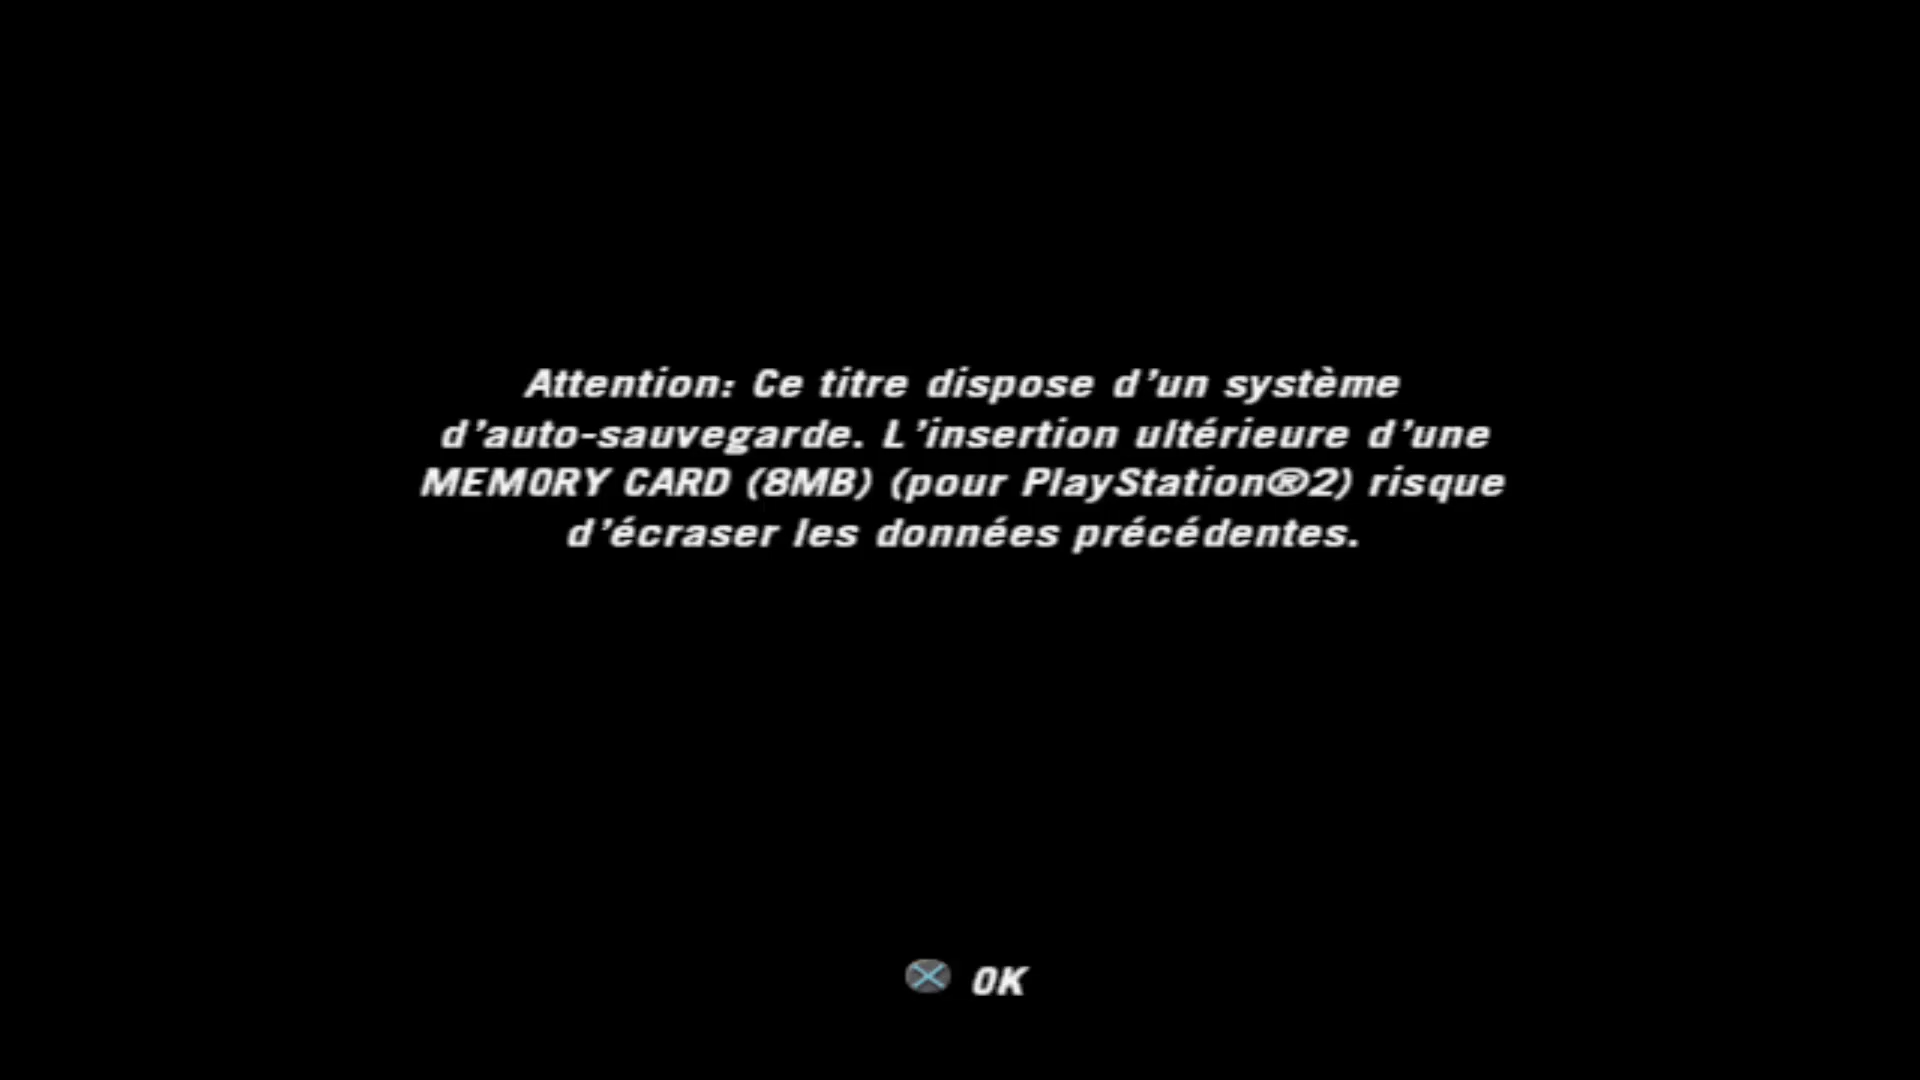 Attention: Ce titre dispose d’un système
d’auto-sauvegarde. L’insertion ultérieure d’une
MEMORY CARD (8MB) (pour PlayStation®2) risque
d’écraser les données précédentes.
OK